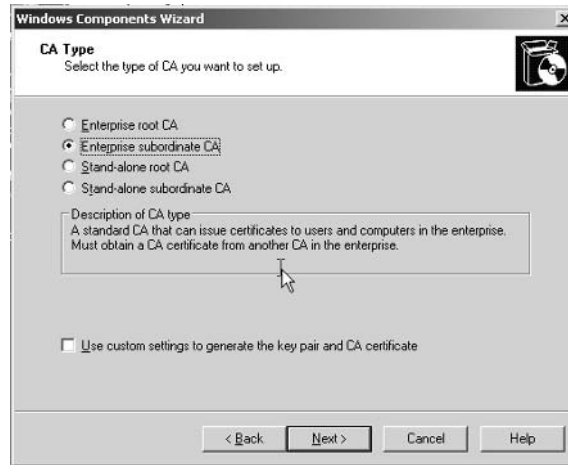 Windows Components Wizard
CA Type
Select the type of CA you want to set up.
Enterprise root CA
Enterprise subordinate CA
Stand-alone root CA
Stand-alone subordinate CA
Description of CA type
A standard CA that can issue certificates to users and computers in the enterprise.
Must obtain a CA certificate from another CA in the enterprise.
Use custom settings to generate the key pair and CA certificate
< Back Next > Cancel Help